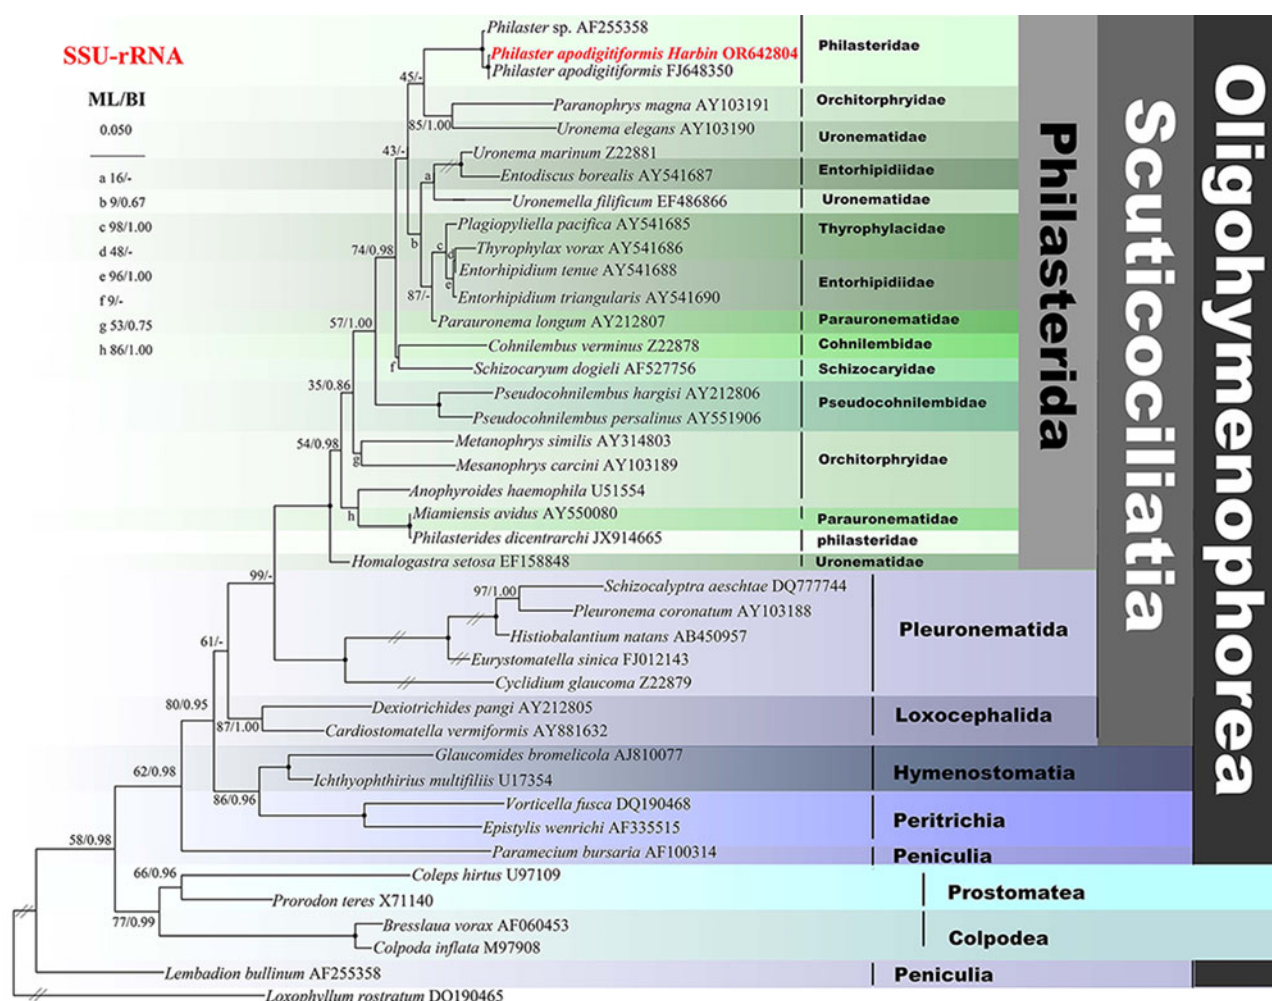 SSU-rRNA
ML/BI
0.050
a 16/-
b 9/0.67
c 98/1.00
d 48/-
e 96/1.00
f 9/-
g 53/0.75
h 86/1.00
Philaster sp. AF255358
Philaster apodigitiformis Harbin OR642804
Philaster apodigitiformis FJ648350
Philasteridae
45/-
Paranophrys magna AY103191
Orchitorphryidae
85/1.00
Uronema elegans AY103190
Uronematidae
43/-
Uronema marinum Z22881
a
Entodiscus borealis AY541687
Entorhipidiidae
Uronemella filificum EF486866
Uronematidae
b
Plagiopyliella pacifica AY541685
Thyrophylacidae
c
Thyrophylax vorax AY541686
d
74/0.98
Entorhipidium tenue AY541688
Entorhipidiidae
e
87/-
Entorhipidium triangularis AY541690
Parauronema longum AY212807
Parauronematidae
57/1.00
Cohnilembus verminus Z22878
Cohnilembidae
f
Schizocaryum dogieli AF527756
Schizocaryidae
35/0.86
Pseudocohnilembus hargisi AY212806
Pseudocohnilembidae
Pseudocohnilembus persalinus AY551906
54/0.98
Metanophrys similis AY314803
g
Mesanophrys carcini AY103189
Orchitorphryidae
Anophyroides haemophila U51554
h
Miamiensis avidus AY550080
Parauronematidae
Philasterides dicentrarchi JX914665
philasteridae
Homalogastra setosa EF158848
Uronematidae
99/-
97/1.00
Schizocalyptra aeschtae DQ777744
Pleuronema coronatum AY103188
Histiobalantium natans AB450957
Pleuronematida
61/-
Eurystomatella sinica FJ012143
Cyclidium glaucoma Z22879
80/0.95
Dexiotrichides pangi AY212805
Loxocephalida
87/1.00
Cardiostomatella vermiformis AY881632
Glaucomides bromelicola AJ810077
62/0.98
Ichthyophthirius multifiliis U17354
Hymenostomatia
86/0.96
Vorticella fusca DQ190468
Peritrichia
Epistylis wenrichi AF335515
58/0.98
Paramecium bursaria AF100314
Peniculia
66/0.96
Coleps hirtus U97109
Prostomatea
Prorodon teres X71140
77/0.99
Bresslaua vorax AF060453
Colpodea
Colpoda inflata M97908
Lembadion bullinum AF255358
Peniculia
Loxophyllum rostratum DQ190465
Philasterida
Scuticociliatia
Oligohymenophorea